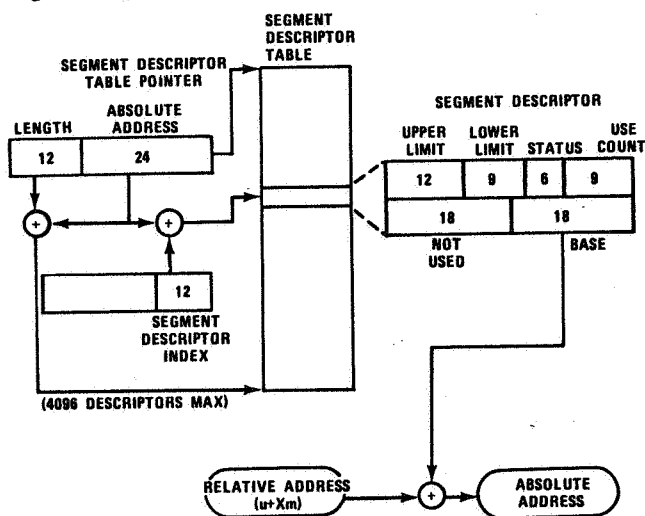 SEGMENT
DESCRIPTOR
TABLE
SEGMENT DESCRIPTOR
TABLE POINTER
LENGTH
ABSOLUTE
ADDRESS
12
24
+
+
12
SEGMENT
DESCRIPTOR
INDEX
(4096 DESCRIPTORS MAX)
SEGMENT DESCRIPTOR
UPPER
LIMIT
LOWER
LIMIT
STATUS
USE
COUNT
12
9
6
9
18
18
NOT
USED
BASE
RELATIVE ADDRESS
(u+Xm)
+
ABSOLUTE
ADDRESS